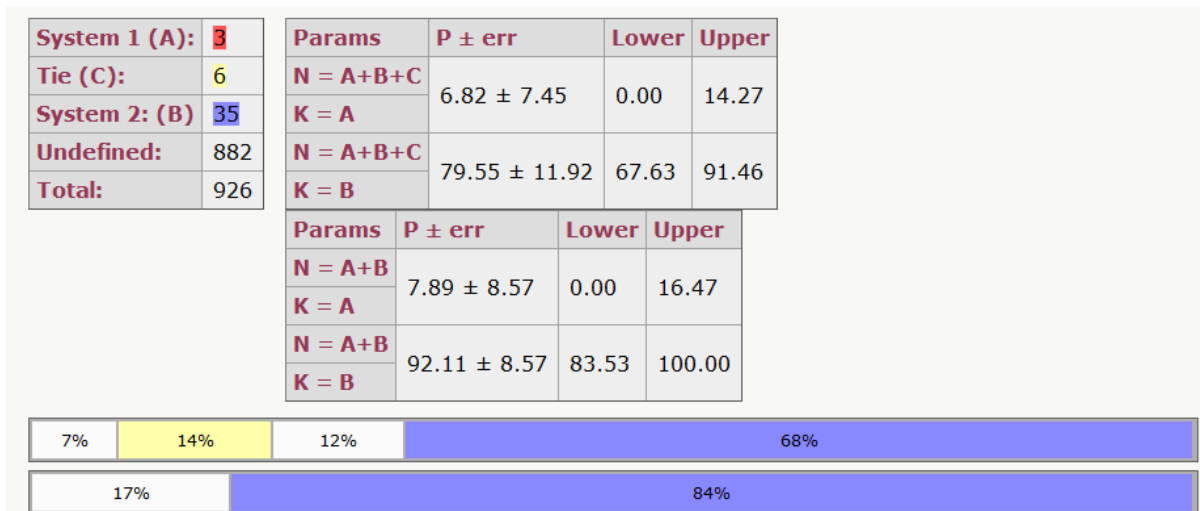 System 1 (A): 3
Tie (C): 6
System 2: (B) 35
Undefined: 882
Total: 926
Params P ± err Lower Upper
N = A+B+C
K = A
6.82 ± 7.45 0.00 14.27
N = A+B+C
K = B
79.55 ± 11.92 67.63 91.46
Params P ± err Lower Upper
N = A+B
K = A
7.89 ± 8.57 0.00 16.47
N = A+B
K = B
92.11 ± 8.57 83.53 100.00
7% 14% 12% 68%
17% 84%